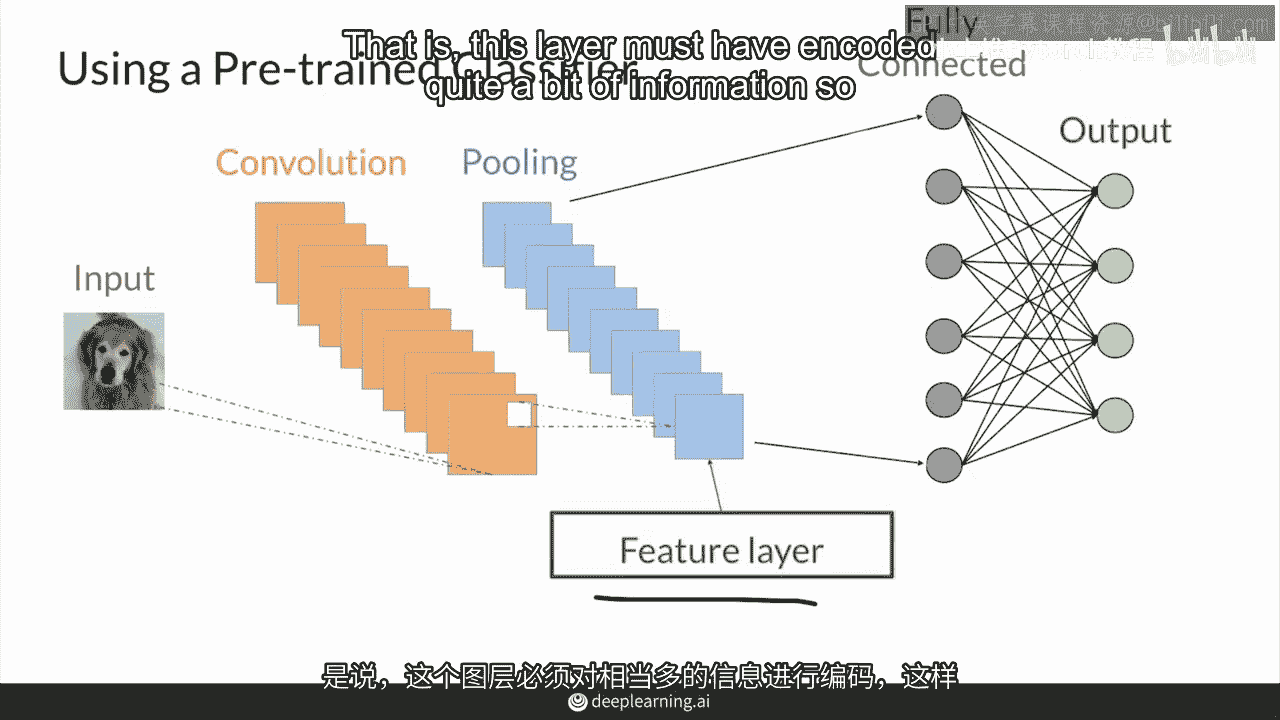 Fully
Using a Pre-trained Classifier
That is, this layer must have encoded
quite a bit of information so
Connected
Output
Convolution
Pooling
Input
Feature layer
是说，这个图层必须对相当多的信息进行编码，这样
deeplearning.ai
bilibili